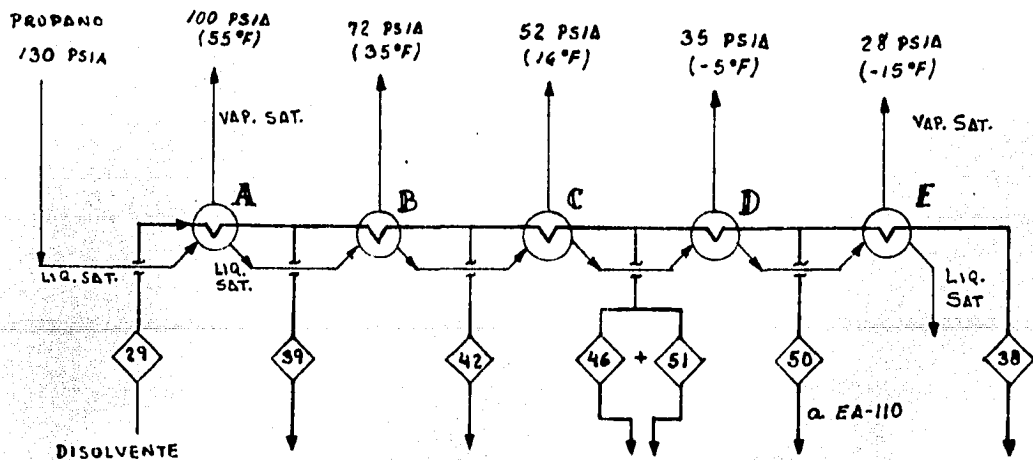 PROPANO
130 PSIA
100 PSIA
(55°F)
72 PSIA
(35°F)
52 PSIA
(16°F)
35 PSIA
(-5°F)
28 PSIA
(-15°F)
VAP. SAT.
VAP. SAT.
A
B
C
D
E
LIQ. SAT.
LIQ.
SAT.
LIQ.
SAT
29
39
42
46 + 51
50
38
a EA-110
DISOLVENTE